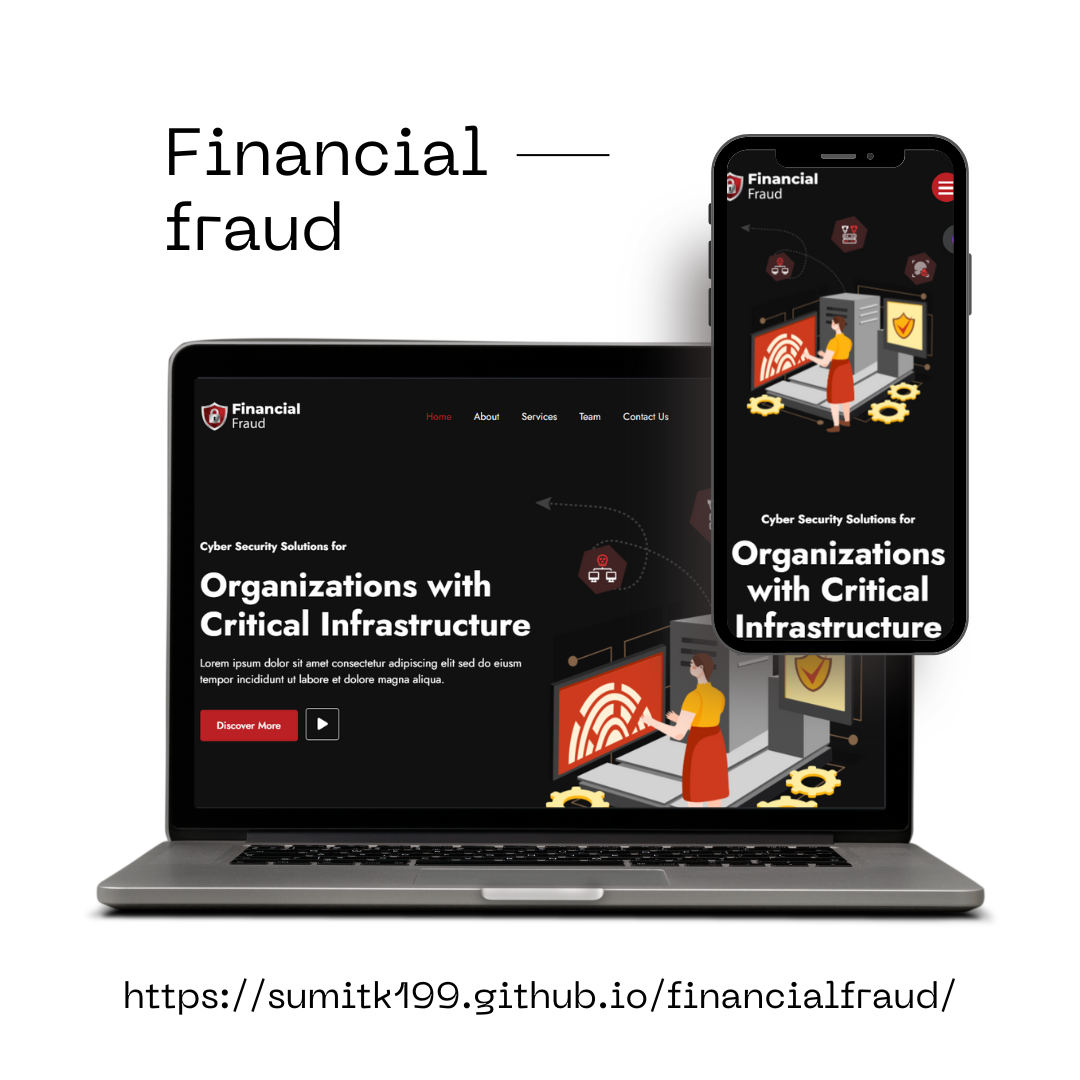 Financial
fraud
Financial
Fraud
Cyber Security Solutions for
Organizations
with Critical
Infrastructure
Financial
Fraud
Home About Services Team Contact Us
Cyber Security Solutions for
Organizations with
Critical Infrastructure
Lorem ipsum dolor sit amet consectetur adipiscing elit sed do eiusm
tempor incididunt ut labore et dolore magna aliqua.
Discover More
https://sumitk199.github.io/financialfraud/